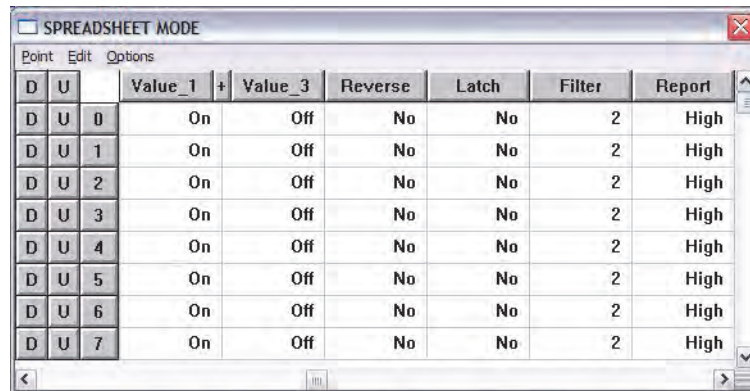 SPREADSHEET MODE
Point Edit Options
D U Value_1 + Value_3 Reverse Latch Filter Report
D U 0 On Off No No 2 High
D U 1 On Off No No 2 High
D U 2 On Off No No 2 High
D U 3 On Off No No 2 High
D U 4 On Off No No 2 High
D U 5 On Off No No 2 High
D U 6 On Off No No 2 High
D U 7 On Off No No 2 High